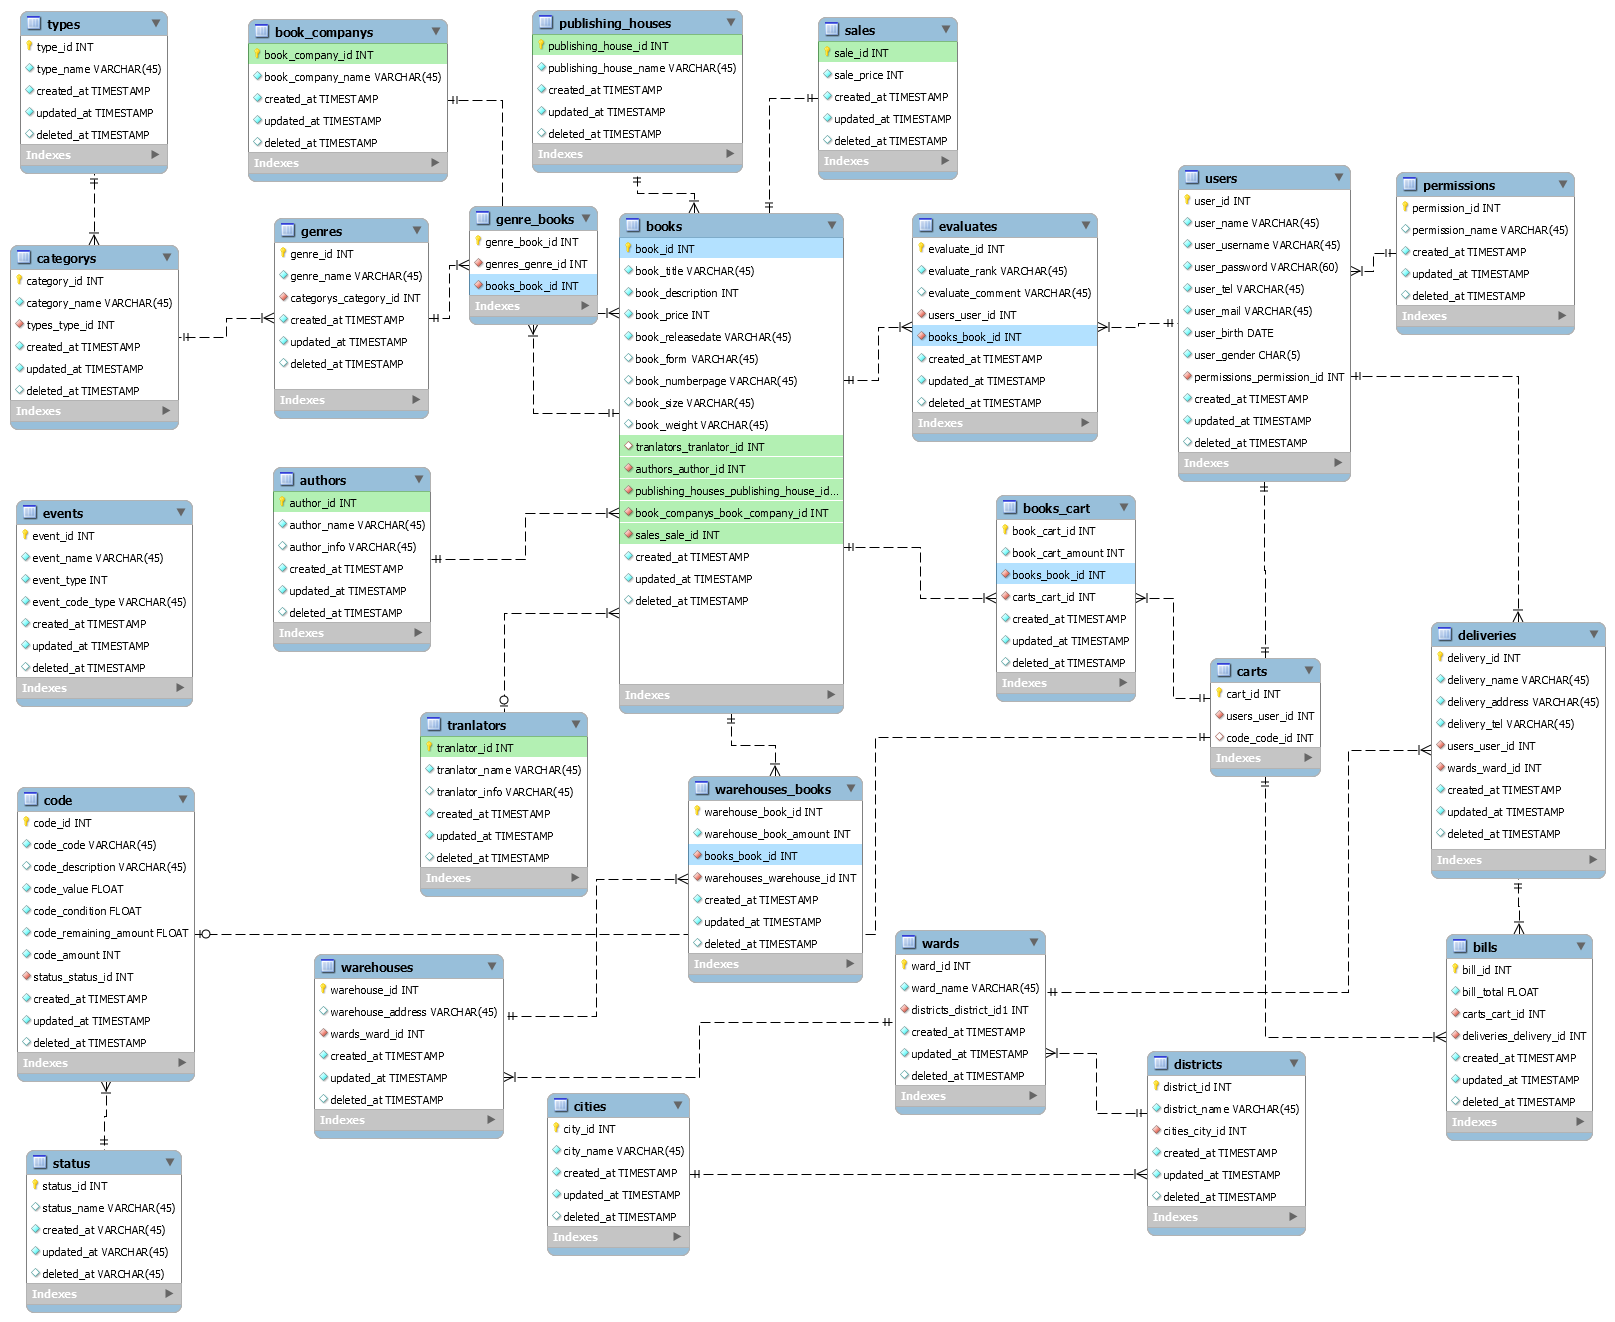 types
type_id INT
type_name VARCHAR(45)
created_at TIMESTAMP
updated_at TIMESTAMP
deleted_at TIMESTAMP
Indexes
book_companys
book_company_id INT
book_company_name VARCHAR(45)
created_at TIMESTAMP
updated_at TIMESTAMP
deleted_at TIMESTAMP
Indexes
publishing_houses
publishing_house_id INT
publishing_house_name VARCHAR(45)
created_at TIMESTAMP
updated_at TIMESTAMP
deleted_at TIMESTAMP
Indexes
sales
sale_id INT
sale_price INT
created_at TIMESTAMP
updated_at TIMESTAMP
deleted_at TIMESTAMP
Indexes
users
user_id INT
user_name VARCHAR(45)
user_username VARCHAR(45)
user_password VARCHAR(60)
user_tel VARCHAR(45)
user_mail VARCHAR(45)
user_birth DATE
user_gender CHAR(5)
permissions_permission_id INT
created_at TIMESTAMP
updated_at TIMESTAMP
deleted_at TIMESTAMP
Indexes
permissions
permission_id INT
permission_name VARCHAR(45)
created_at TIMESTAMP
updated_at TIMESTAMP
deleted_at TIMESTAMP
Indexes
categorys
category_id INT
category_name VARCHAR(45)
types_type_id INT
created_at TIMESTAMP
updated_at TIMESTAMP
deleted_at TIMESTAMP
Indexes
genres
genre_id INT
genre_name VARCHAR(45)
categorys_category_id INT
created_at TIMESTAMP
updated_at TIMESTAMP
deleted_at TIMESTAMP
Indexes
genre_books
genre_book_id INT
genres_genre_id INT
books_book_id INT
Indexes
books
book_id INT
book_title VARCHAR(45)
book_description INT
book_price INT
book_releasedate VARCHAR(45)
book_form VARCHAR(45)
book_numberpage VARCHAR(45)
book_size VARCHAR(45)
book_weight VARCHAR(45)
tranlators_tranlator_id INT
authors_author_id INT
publishing_houses_publishing_house_id...
book_companys_book_company_id INT
sales_sale_id INT
created_at TIMESTAMP
updated_at TIMESTAMP
deleted_at TIMESTAMP
Indexes
evaluates
evaluate_id INT
evaluate_rank VARCHAR(45)
evaluate_comment VARCHAR(45)
users_user_id INT
books_book_id INT
created_at TIMESTAMP
updated_at TIMESTAMP
deleted_at TIMESTAMP
Indexes
events
event_id INT
event_name VARCHAR(45)
event_type INT
event_code_type VARCHAR(45)
created_at TIMESTAMP
updated_at TIMESTAMP
deleted_at TIMESTAMP
Indexes
authors
author_id INT
author_name VARCHAR(45)
author_info VARCHAR(45)
created_at TIMESTAMP
updated_at TIMESTAMP
deleted_at TIMESTAMP
Indexes
books_cart
book_cart_id INT
book_cart_amount INT
books_book_id INT
carts_cart_id INT
created_at TIMESTAMP
updated_at TIMESTAMP
deleted_at TIMESTAMP
Indexes
carts
cart_id INT
users_user_id INT
code_code_id INT
Indexes
deliveries
delivery_id INT
delivery_name VARCHAR(45)
delivery_address VARCHAR(45)
delivery_tel VARCHAR(45)
users_user_id INT
wards_ward_id INT
created_at TIMESTAMP
updated_at TIMESTAMP
deleted_at TIMESTAMP
Indexes
tranlators
tranlator_id INT
tranlator_name VARCHAR(45)
tranlator_info VARCHAR(45)
created_at TIMESTAMP
updated_at TIMESTAMP
deleted_at TIMESTAMP
Indexes
warehouses_books
warehouse_book_id INT
warehouse_book_amount INT
books_book_id INT
warehouses_warehouse_id INT
created_at TIMESTAMP
updated_at TIMESTAMP
deleted_at TIMESTAMP
Indexes
code
code_id INT
code_code VARCHAR(45)
code_description VARCHAR(45)
code_value FLOAT
code_condition FLOAT
code_remaining_amount FLOAT
code_amount INT
status_status_id INT
created_at TIMESTAMP
updated_at TIMESTAMP
deleted_at TIMESTAMP
Indexes
warehouses
warehouse_id INT
warehouse_address VARCHAR(45)
wards_ward_id INT
created_at TIMESTAMP
updated_at TIMESTAMP
deleted_at TIMESTAMP
Indexes
wards
ward_id INT
ward_name VARCHAR(45)
districts_district_id1 INT
created_at TIMESTAMP
updated_at TIMESTAMP
deleted_at TIMESTAMP
Indexes
bills
bill_id INT
bill_total FLOAT
carts_cart_id INT
deliveries_delivery_id INT
created_at TIMESTAMP
updated_at TIMESTAMP
deleted_at TIMESTAMP
Indexes
districts
district_id INT
district_name VARCHAR(45)
cities_city_id INT
created_at TIMESTAMP
updated_at TIMESTAMP
deleted_at TIMESTAMP
Indexes
cities
city_id INT
city_name VARCHAR(45)
created_at TIMESTAMP
updated_at TIMESTAMP
deleted_at TIMESTAMP
Indexes
status
status_id INT
status_name VARCHAR(45)
created_at VARCHAR(45)
updated_at VARCHAR(45)
deleted_at VARCHAR(45)
Indexes